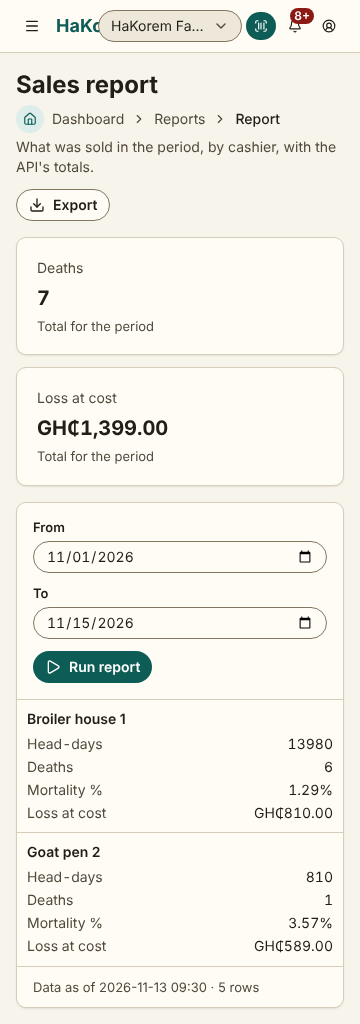 HaKo
HaKorem Fa...
8+
Sales report
Dashboard > Reports > Report
What was sold in the period, by cashier, with the
API's totals.
Export
Deaths
7
Total for the period
Loss at cost
GH₵1,399.00
Total for the period
From
11/01/2026
To
11/15/2026
Run report
Broiler house 1
Head-days 13980
Deaths 6
Mortality % 1.29%
Loss at cost GH₵810.00
Goat pen 2
Head-days 810
Deaths 1
Mortality % 3.57%
Loss at cost GH₵589.00
Data as of 2026-11-13 09:30 · 5 rows